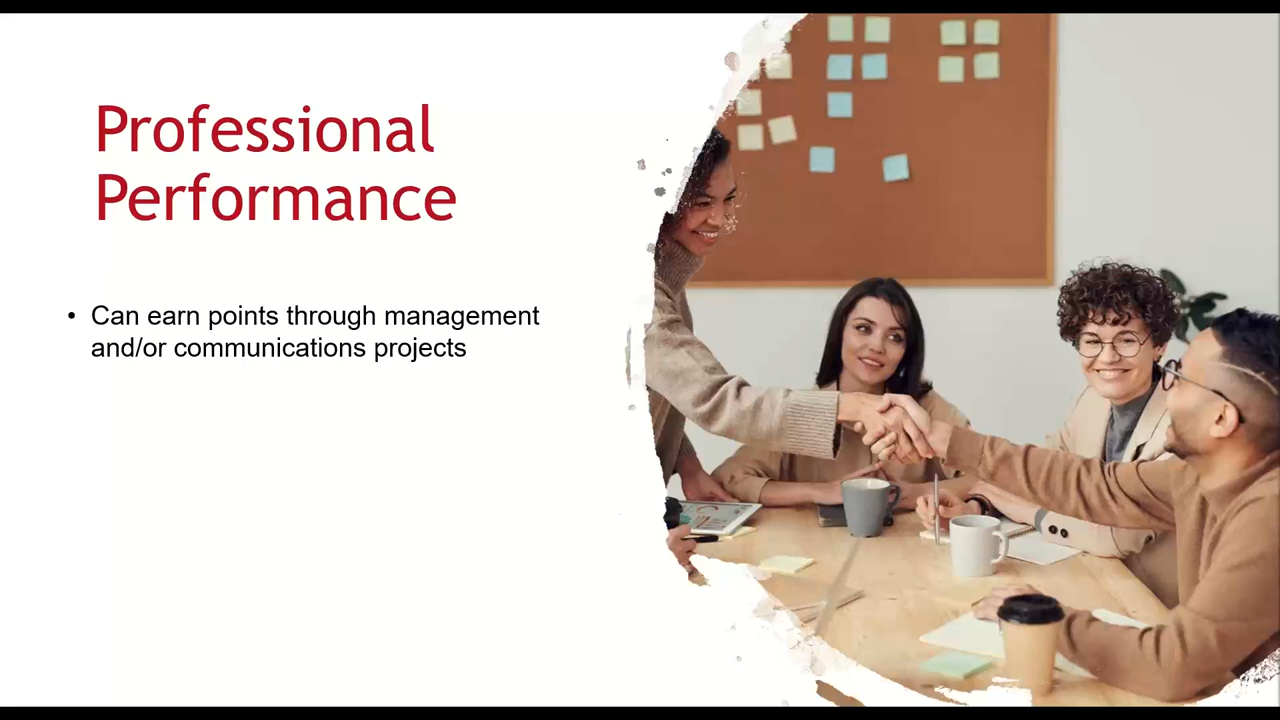 Professional
Performance
• Can earn points through management
and/or communications projects